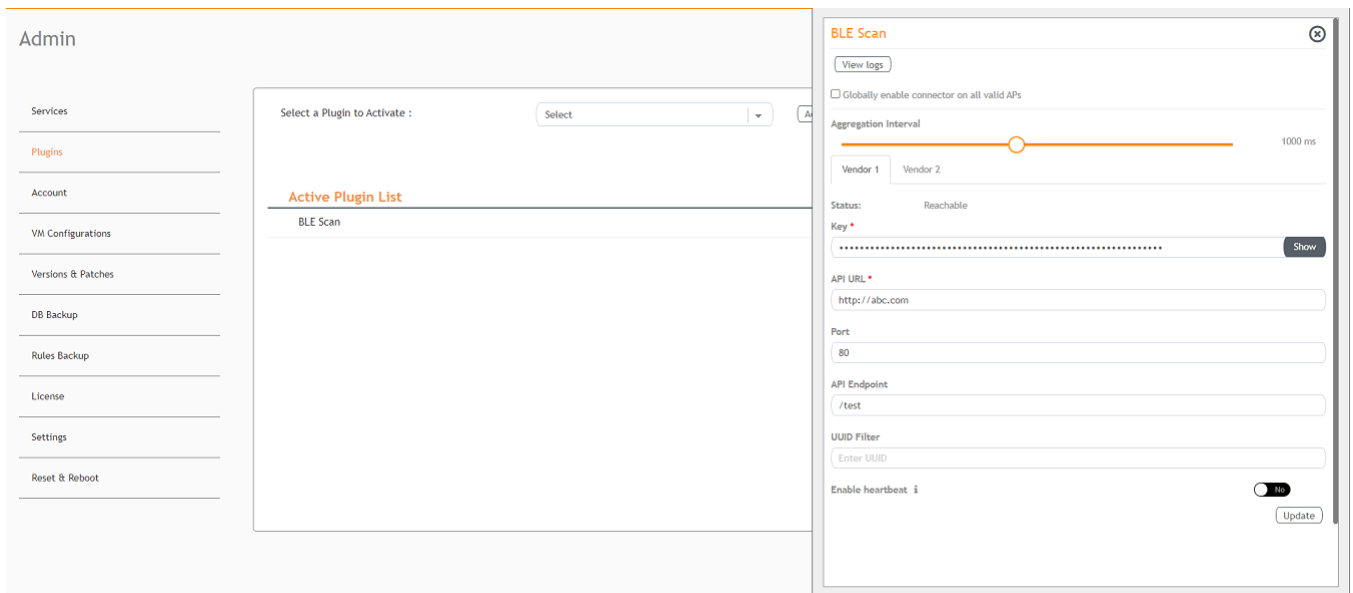 Admin
Services
Plugins
Account
VM Configurations
Versions & Patches
DB Backup
Rules Backup
License
Settings
Reset & Reboot
Select a Plugin to Activate :
Select
Active Plugin List
BLE Scan
BLE Scan
View logs
Globally enable connector on all valid APs
Aggregation Interval
1000 ms
Vendor 1 Vendor 2
Status: Reachable
Key *
Show
API URL *
http://abc.com
Port
80
API Endpoint
/test
UUID Filter
Enter UUID
Enable heartbeat i
No
Update